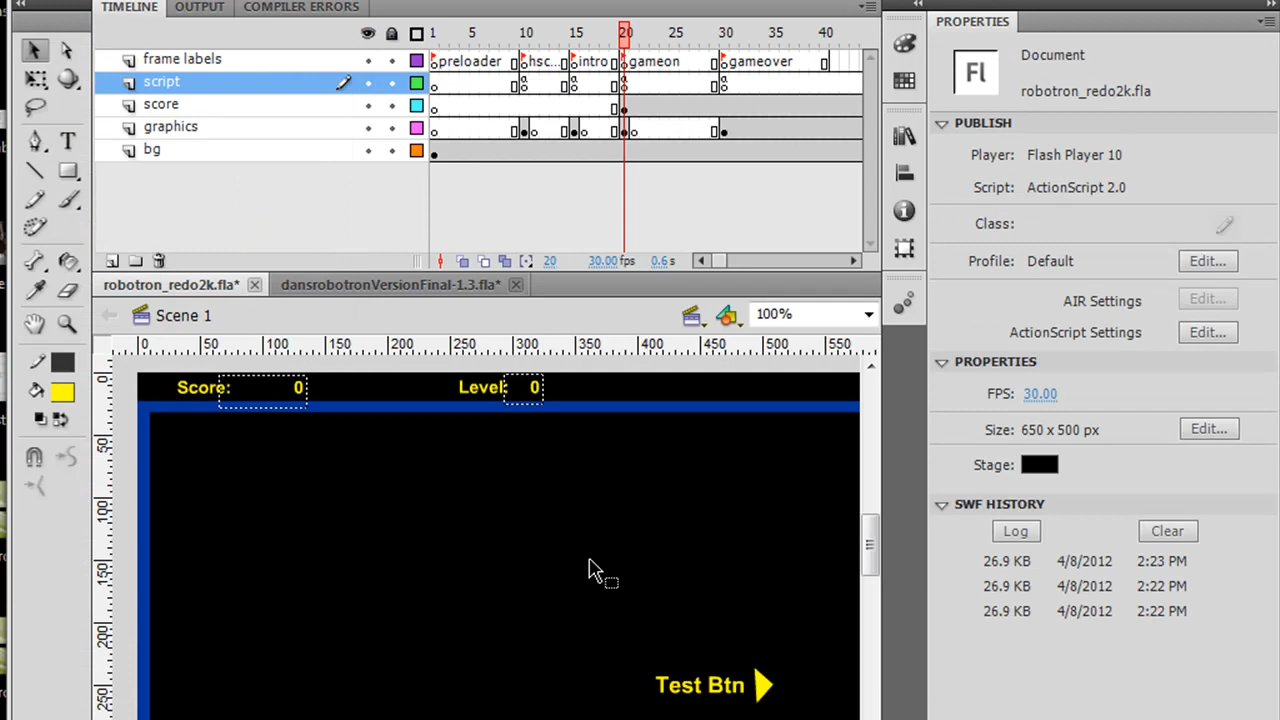 TIMELINE OUTPUT COMPILER ERRORS
1 5 10 15 20 25 30 35 40
frame labels
preloader hsc... intro gameon gameover
script
score
graphics
bg
20 30.00 fps 0.6 s
robotron_redo2k.fla* dansrobotronVersionFinal-1.3.fla*
Scene 1 100%
0 50 100 150 200 250 300 350 400 450 500 550
0
50
100
150
200
250
Score: 0 Level: 0
Test Btn
PROPERTIES
Fl
Document
robotron_redo2k.fla
PUBLISH
Player: Flash Player 10
Script: ActionScript 2.0
Class:
Profile: Default Edit...
AIR Settings Edit...
ActionScript Settings Edit...
PROPERTIES
FPS: 30.00
Size: 650 x 500 px Edit...
Stage:
SWF HISTORY
Log Clear
26.9 KB 4/8/2012 2:23 PM
26.9 KB 4/8/2012 2:22 PM
26.9 KB 4/8/2012 2:22 PM